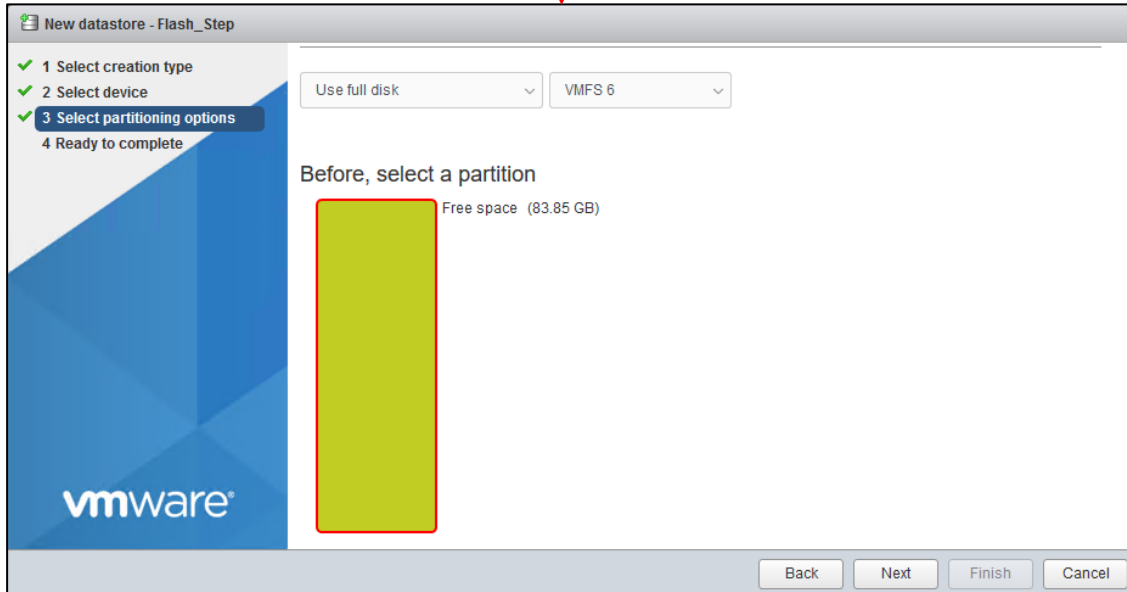 New datastore - Flash_Step
1 Select creation type
2 Select device
3 Select partitioning options
4 Ready to complete
Use full disk
VMFS 6
Before, select a partition
Free space (83.85 GB)
vmware®
Back
Next
Finish
Cancel